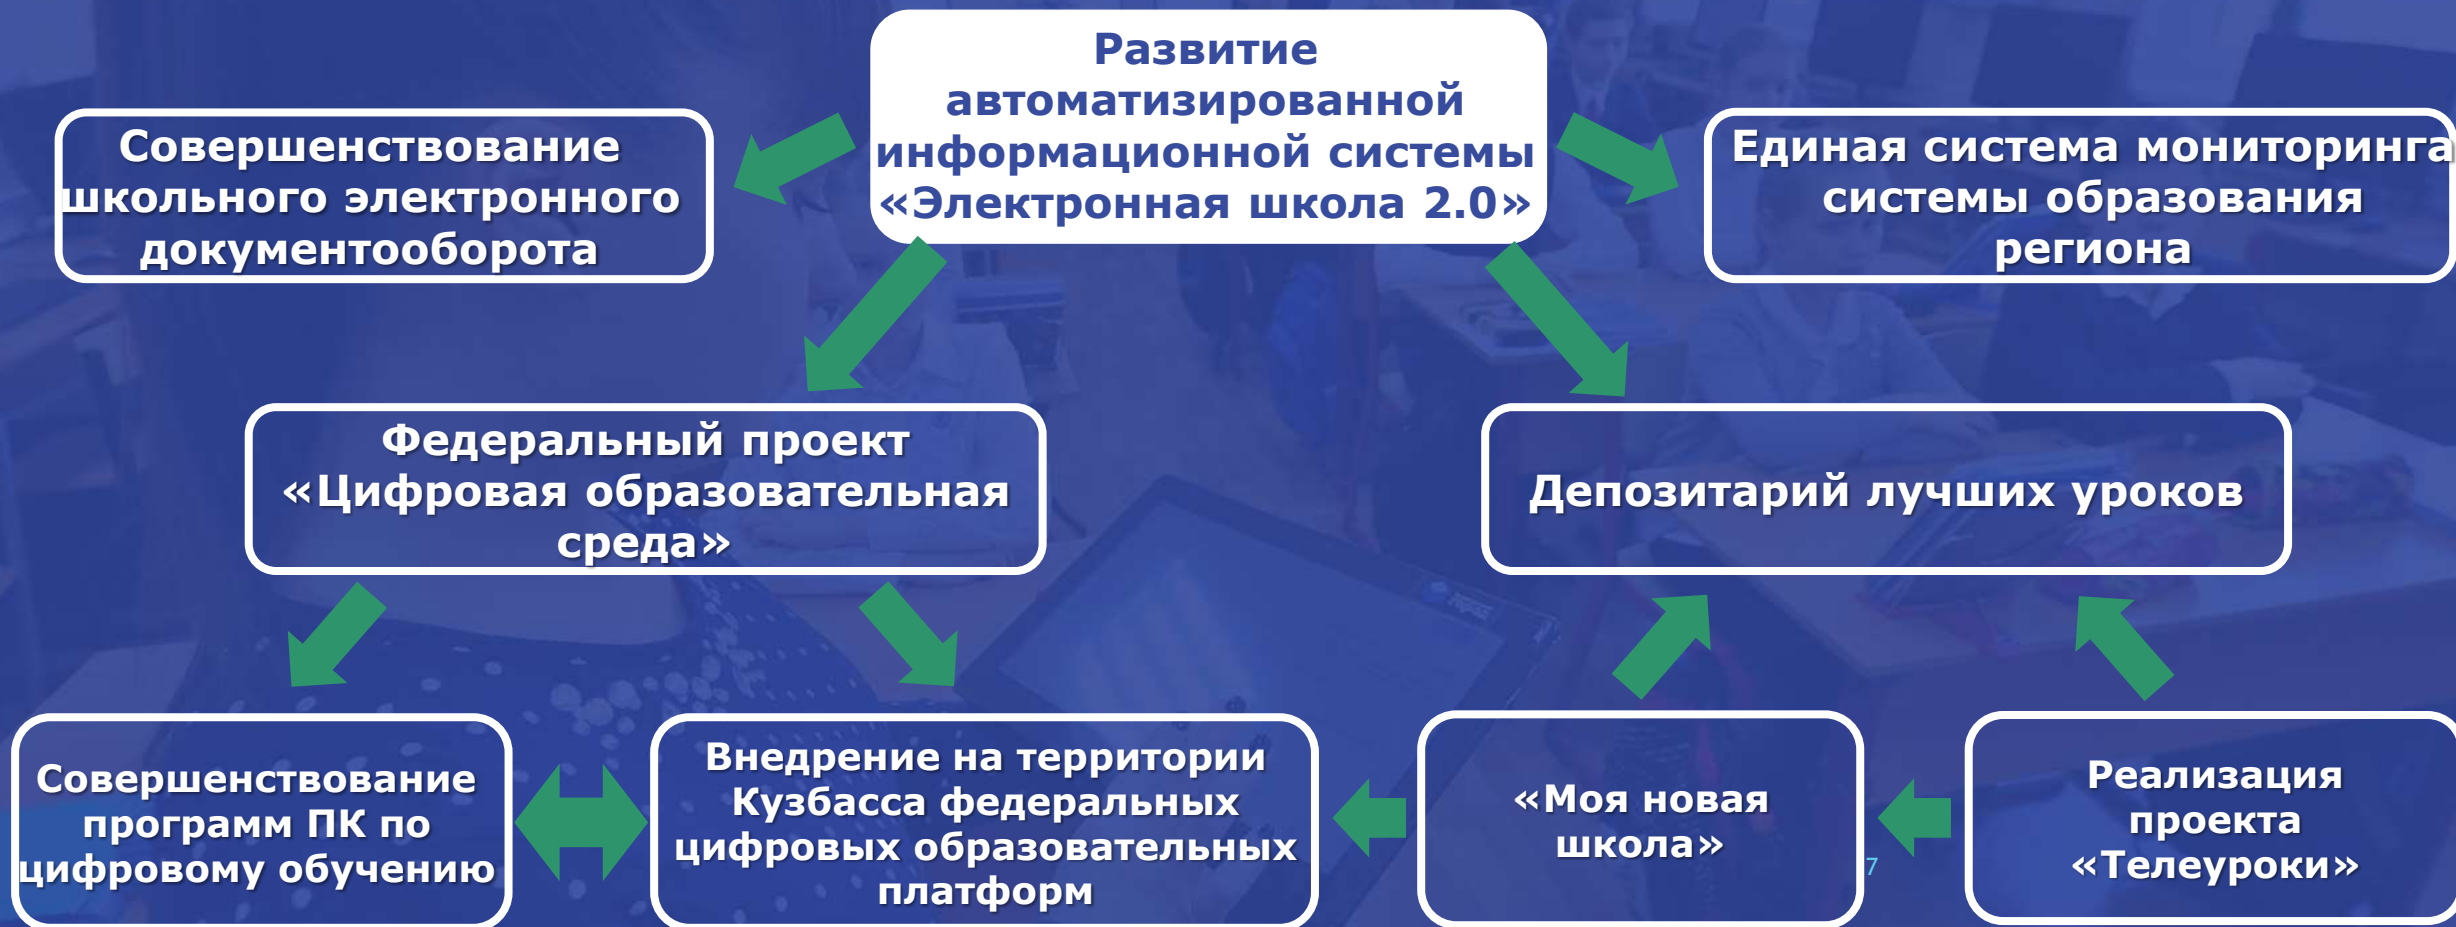 Развитие
автоматизированной
информационной системы
«Электронная школа 2.0»
Совершенствование
школьного электронного
документооборота
Единая система мониторинга
системы образования
региона
Федеральный проект
«Цифровая образовательная
среда»
Депозитарий лучших уроков
Совершенствование
программ ПК по
цифровому обучению
Внедрение на территории
Кузбасса федеральных
цифровых образовательных
платформ
«Моя новая
школа»
Реализация
проекта
«Телеуроки»
7